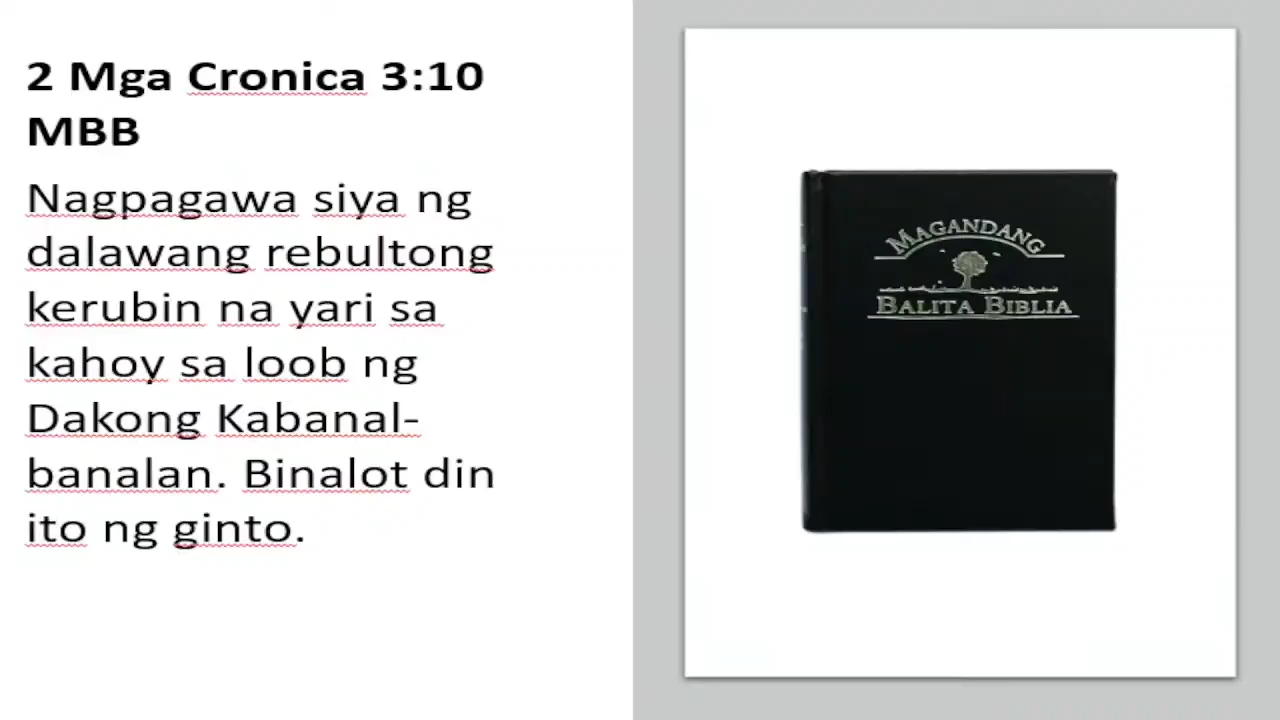 2 Mga Cronica 3:10
MBB
Nagpagawa siya ng
dalawang rebultong
kerubin na yari sa
kahoy sa loob ng
Dakong Kabanal-
banalan. Binalot din
ito ng ginto.
MAGANDANG
BALITA BIBLIA